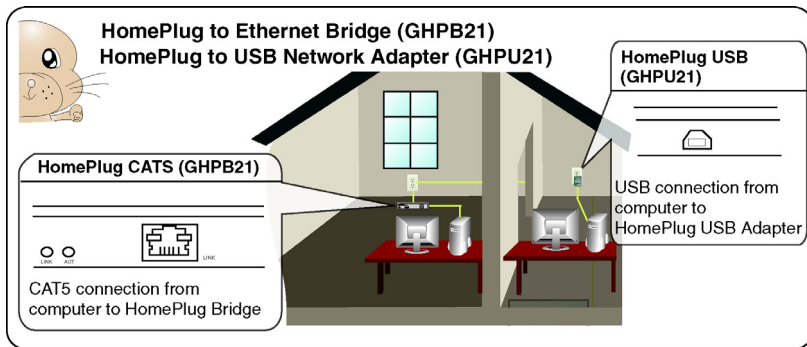 HomePlug to Ethernet Bridge (GHPB21)
HomePlug to USB Network Adapter (GHPU21)
HomePlug USB
(GHPU21)
USB connection from
computer to
HomePlug USB Adapter
HomePlug CATS (GHPB21)
LINK
AOT
LINK
CAT5 connection from
computer to HomePlug Bridge